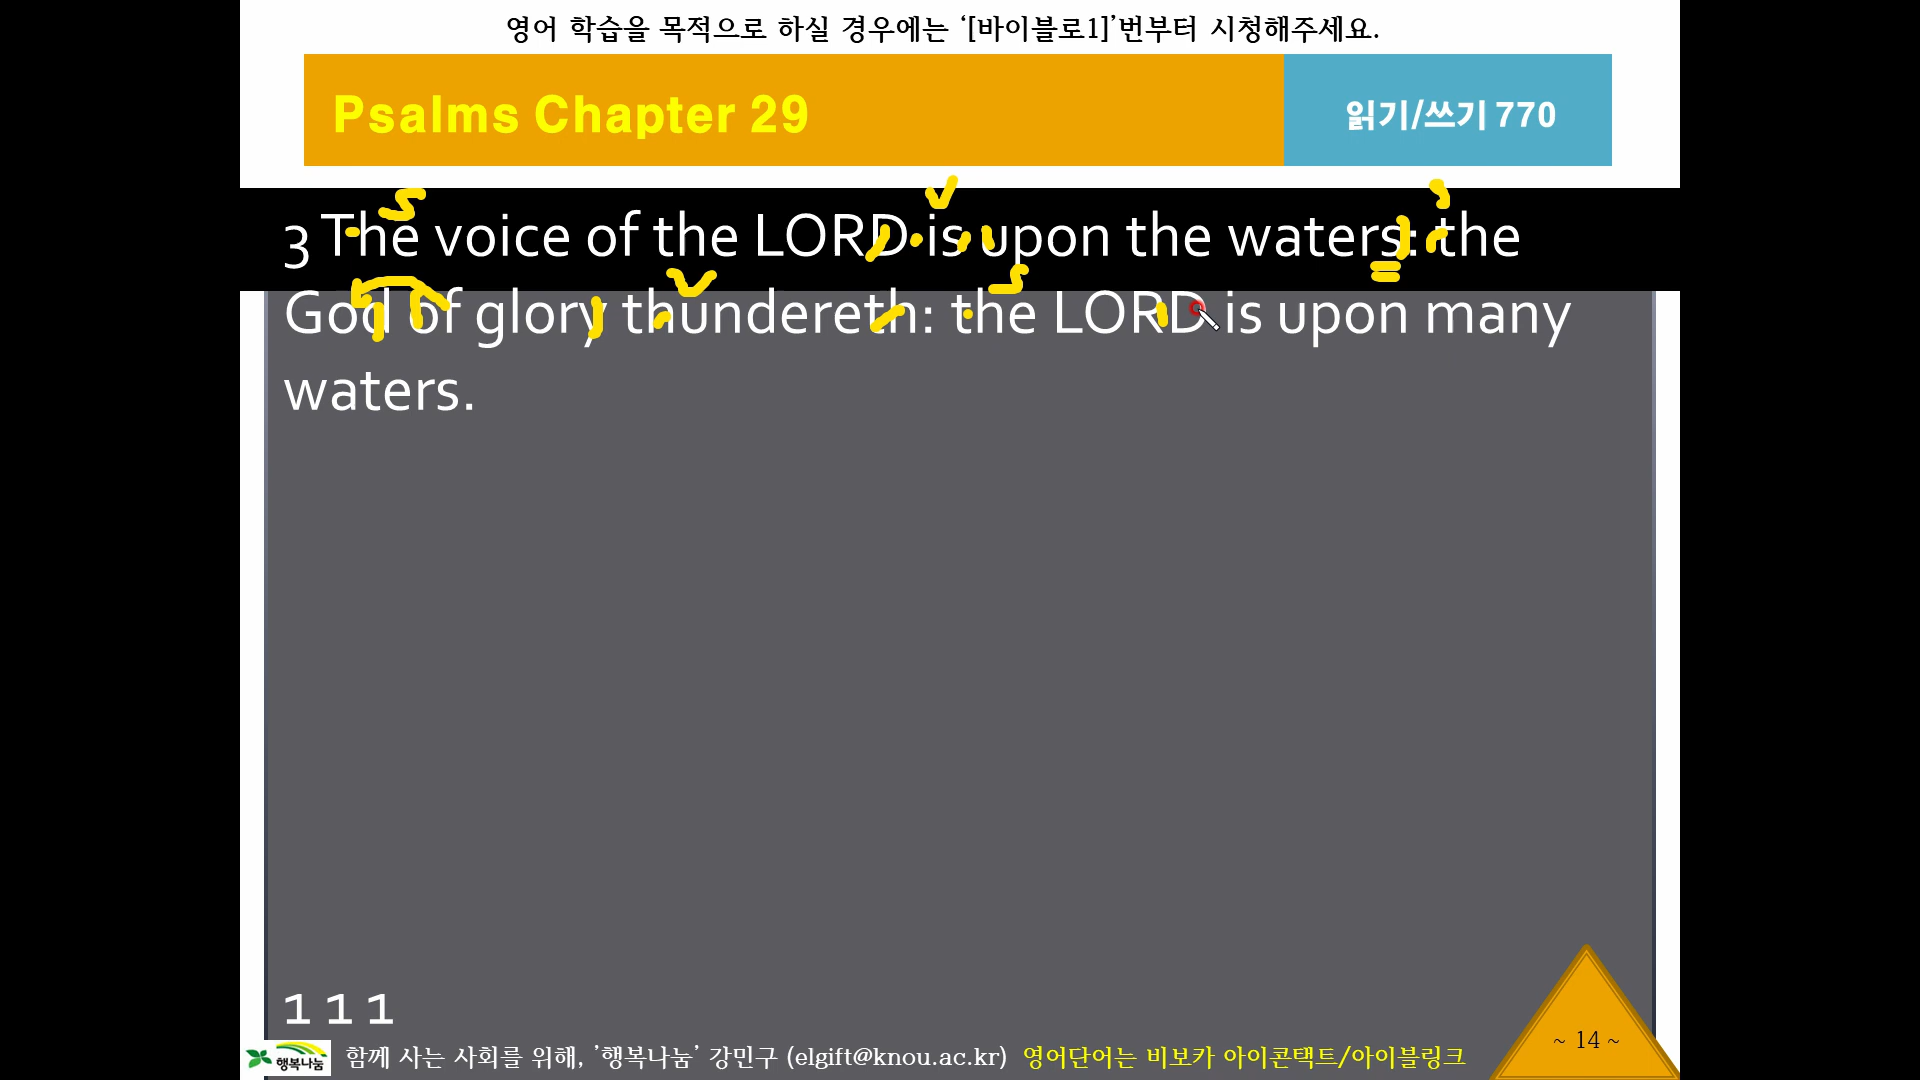 영어 학습을 목적으로 하실 경우에는 ‘[바이블로1]’번부터 시청해주세요.
Psalms Chapter 29
읽기/쓰기 770
3 The voice of the LORD is upon the waters: the
God of glory thundereth: the LORD is upon many
waters.
1 1 1
~ 14 ~
행복나눔 함께 사는 사회를 위해, ’행복나눔’ 강민구 (elgift@knou.ac.kr) 영어단어는 비보카 아이콘택트/아이블링크